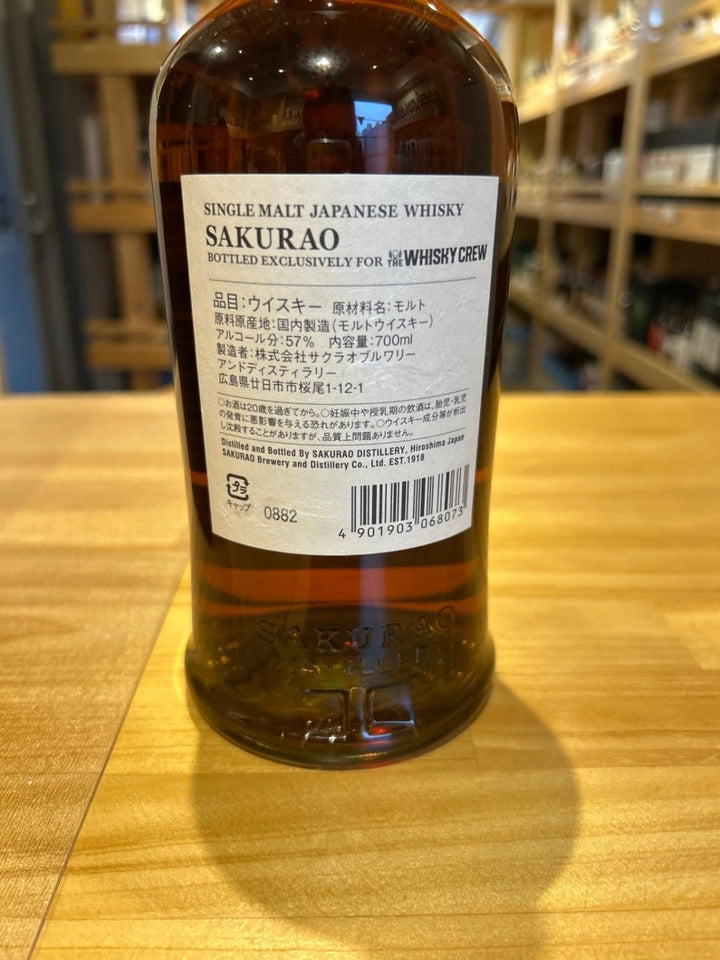 SINGLE MALT JAPANESE WHISKY
SAKURAO
BOTTLED EXCLUSIVELY FOR THE WHISKY CREW
品目:ウイスキー 原材料名:モルト
原料原産地:国内製造(モルトウイスキー)
アルコール分:57% 内容量:700ml
製造者:株式会社サクラオブルワリー
アンドディスティラリー
広島県廿日市市桜尾1-12-1
○お酒は20歳を過ぎてから。○妊娠中や授乳期の飲酒は、胎児・乳児
の発育に悪影響を与える恐れがあります。○ウイスキー成分等が析出
し沈殿することがありますが、品質上問題ありません。
Distilled and Bottled By SAKURAO DISTILLERY, Hiroshima Japan
SAKURAO Brewery and Distillery Co., Ltd. EST.1918
プラ
キャップ
0882
4 901903 068073
SAKURAO
DISTILLERY